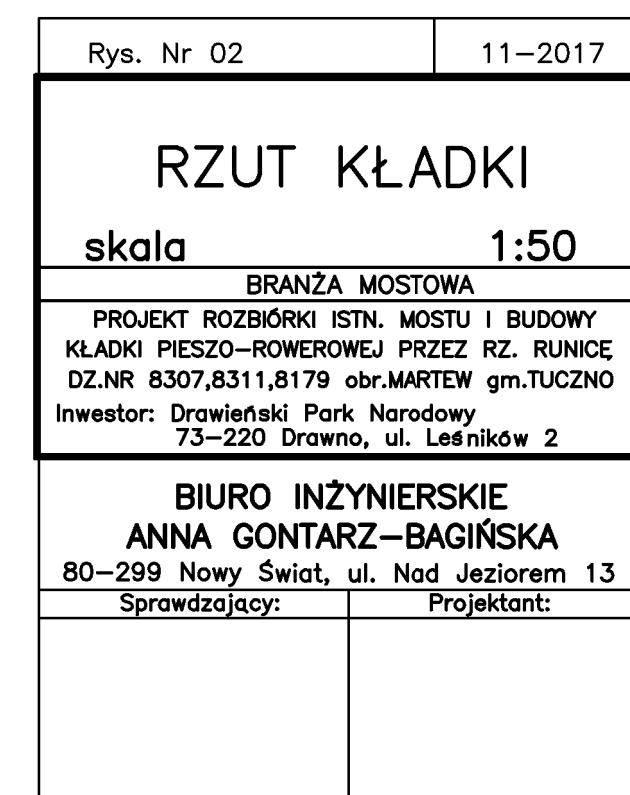 Rys. Nr 02 11-2017
RZUT KŁADKI
skala 1:50
BRANŻA MOSTOWA
PROJEKT ROZBIÓRKI ISTN. MOSTU I BUDOWY
KŁADKI PIESZO-ROWEROWEJ PRZEZ RZ. RUNICĘ
DZ.NR 8307,8311,8179 obr.MARTEW gm.TUCZNO
Inwestor: Drawieński Park Narodowy
73-220 Drawno, ul. Leśników 2
BIURO INŻYNIERSKIE
ANNA GONTARZ-BAGIŃSKA
80-299 Nowy Świat, ul. Nad Jeziorem 13
Sprawdzający: Projektant: